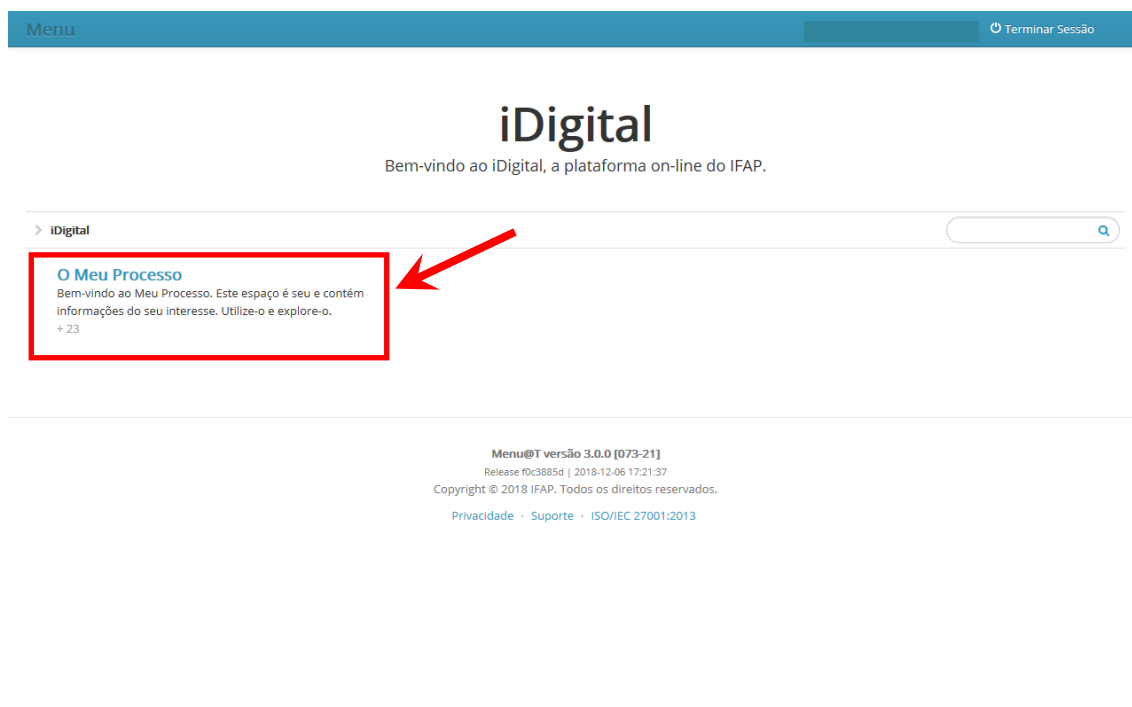 Menu
Terminar Sessão
iDigital
Bem-vindo ao iDigital, a plataforma on-line do IFAP.
iDigital
O Meu Processo
Bem-vindo ao Meu Processo. Este espaço é seu e contém
informações do seu interesse. Utilize-o e explore-o.
+ 23
Menu@T versão 3.0.0 [073-21]
Release f0c3885d | 2018-12-06 17:21:37
Copyright © 2018 IFAP. Todos os direitos reservados.
Privacidade · Suporte · ISO/IEC 27001:2013